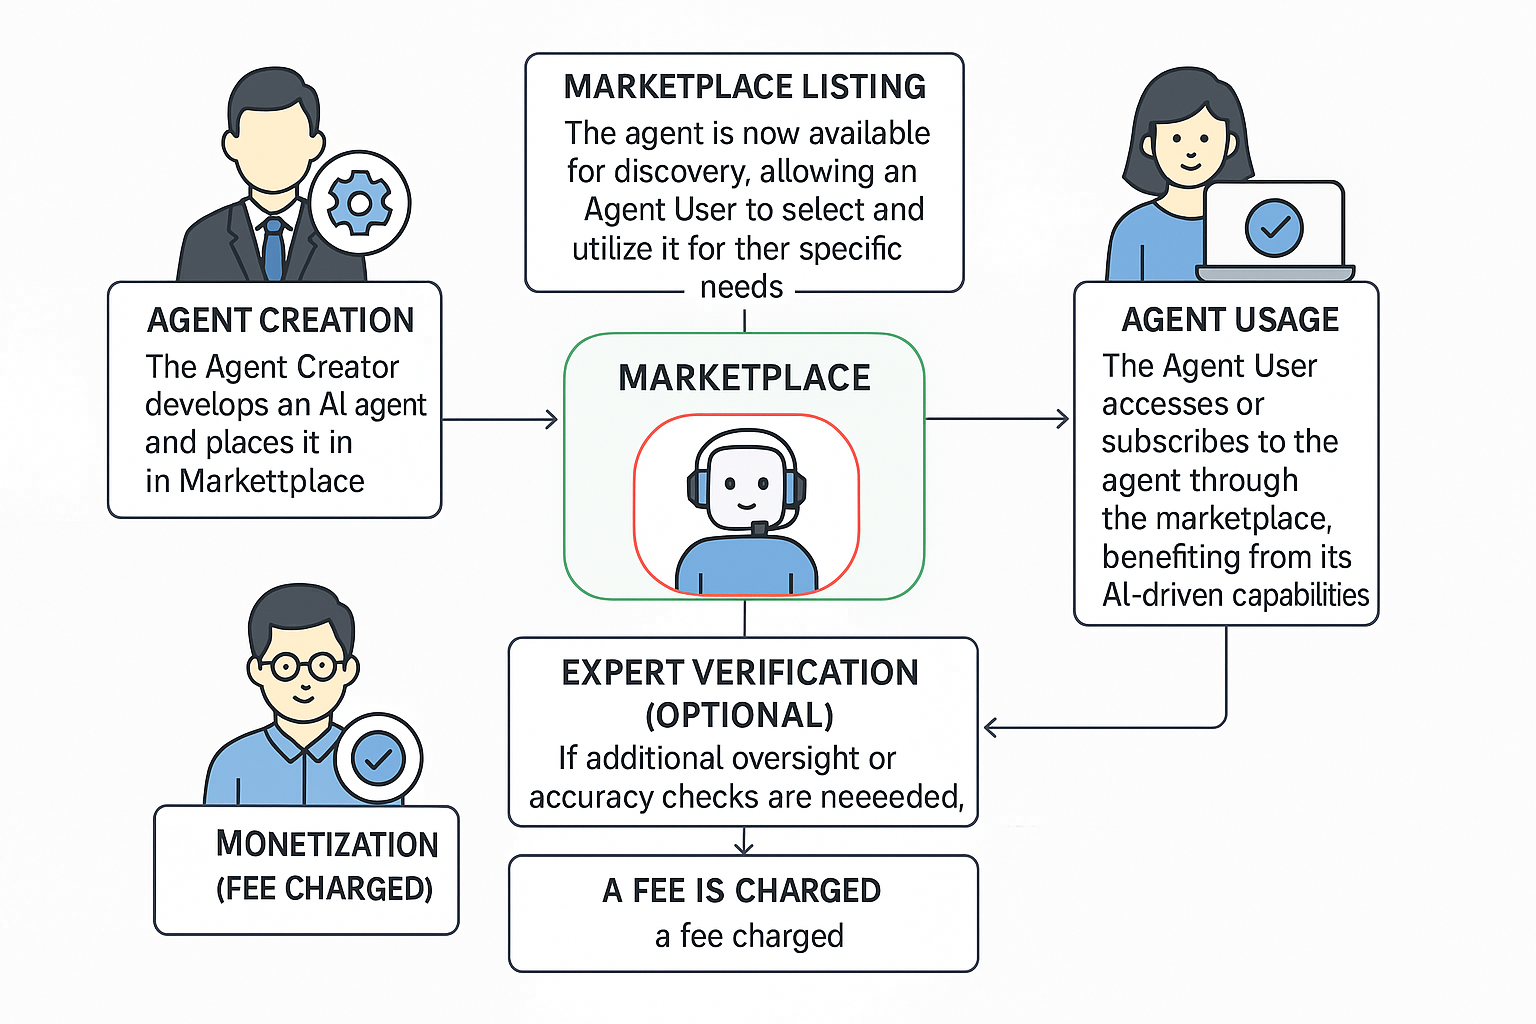 MARKETPLACE LISTING
The agent is now available
for discovery, allowing an
Agent User to select and
utilize it for ther specific
needs
AGENT CREATION
The Agent Creator
develops an AI agent
and places it in
in Markettplace
MARKETPLACE
AGENT USAGE
The Agent User
accesses or
subscribes to the
agent through
the marketplace,
benefiting from its
AI-driven capabilities
EXPERT VERIFICATION
(OPTIONAL)
If additional oversight or
accuracy checks are neeeeded,
MONETIZATION
(FEE CHARGED)
A FEE IS CHARGED
a fee charged